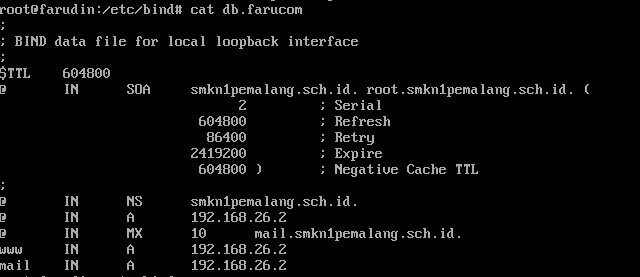 root@farudin:/etc/bind# cat db.farucom
;
; BIND data file for local loopback interface
;
$TTL 604800
@ IN SOA smkn1pemalang.sch.id. root.smkn1pemalang.sch.id. (
2 ; Serial
604800 ; Refresh
86400 ; Retry
2419200 ; Expire
604800 ) ; Negative Cache TTL
;
@ IN NS smkn1pemalang.sch.id.
@ IN A 192.168.26.2
@ IN MX 10 mail.smkn1pemalang.sch.id.
www IN A 192.168.26.2
mail IN A 192.168.26.2